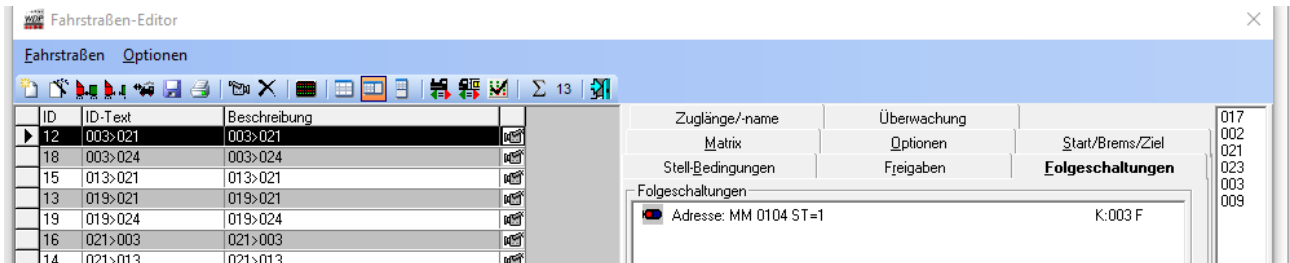 WDP Fahrstraßen-Editor
Fahrstraßen Optionen
Σ 13
ID ID-Text Beschreibung
12 003>021 003>021
18 003>024 003>024
15 013>021 013>021
13 019>021 019>021
19 019>024 019>024
16 021>003 021>003
14 021>013 021>013
Zuglänge/-name Überwachung
Matrix Optionen Start/Brems/Ziel
Stell-Bedingungen Freigaben Folgeschaltungen
Folgeschaltungen
Adresse: MM 0104 ST=1 K:003 F
017
002
021
023
003
009